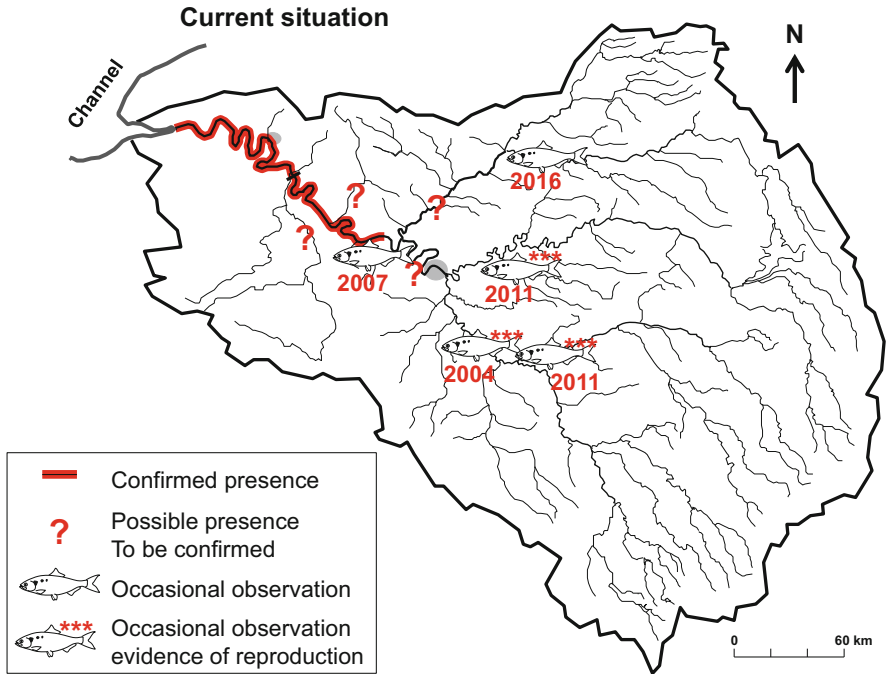 Current situation
Channel
N
2016
?
?
?
2007
?
***
2011
***
2004
***
2011
Confirmed presence
?
Possible presence
To be confirmed
Occasional observation
***
Occasional observation
evidence of reproduction
0
60 km